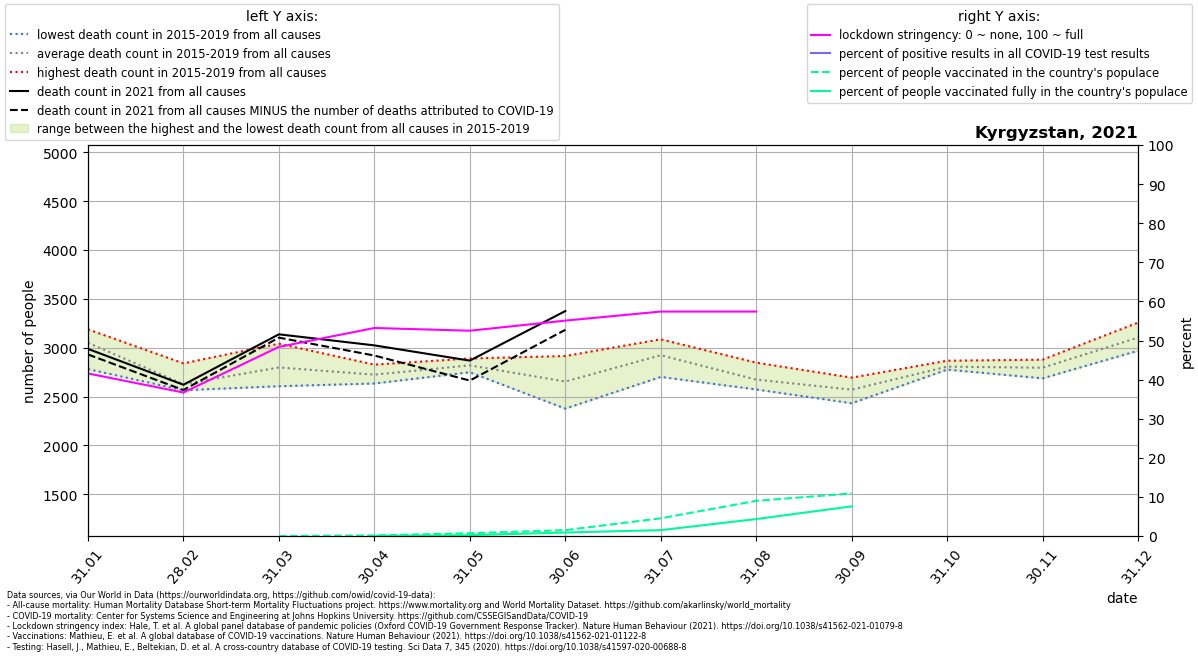 left Y axis:
lowest death count in 2015-2019 from all causes
average death count in 2015-2019 from all causes
highest death count in 2015-2019 from all causes
death count in 2021 from all causes
death count in 2021 from all causes MINUS the number of deaths attributed to COVID-19
range between the highest and the lowest death count from all causes in 2015-2019
right Y axis:
lockdown stringency: 0 ~ none, 100 ~ full
percent of positive results in all COVID-19 test results
percent of people vaccinated in the country's populace
percent of people vaccinated fully in the country's populace
Kyrgyzstan, 2021
5000
4500
4000
3500
3000
2500
2000
1500
number of people
100
90
80
70
60
50
40
30
20
10
0
percent
31.01
28.02
31.03
30.04
31.05
30.06
31.07
31.08
30.09
31.10
30.11
31.12
date
Data sources, via Our World in Data (https://ourworldindata.org, https://github.com/owid/covid-19-data):
- All-cause mortality: Human Mortality Database Short-term Mortality Fluctuations project. https://www.mortality.org and World Mortality Dataset. https://github.com/akarlinsky/world_mortality
- COVID-19 mortality: Center for Systems Science and Engineering at Johns Hopkins University. https://github.com/CSSEGISandData/COVID-19
- Lockdown stringency index: Hale, T. et al. A global panel database of pandemic policies (Oxford COVID-19 Government Response Tracker). Nature Human Behaviour (2021). https://doi.org/10.1038/s41562-021-01079-8
- Vaccinations: Mathieu, E. et al. A global database of COVID-19 vaccinations. Nature Human Behaviour (2021). https://doi.org/10.1038/s41562-021-01122-8
- Testing: Hasell, J., Mathieu, E., Beltekian, D. et al. A cross-country database of COVID-19 testing. Sci Data 7, 345 (2020). https://doi.org/10.1038/s41597-020-00688-8